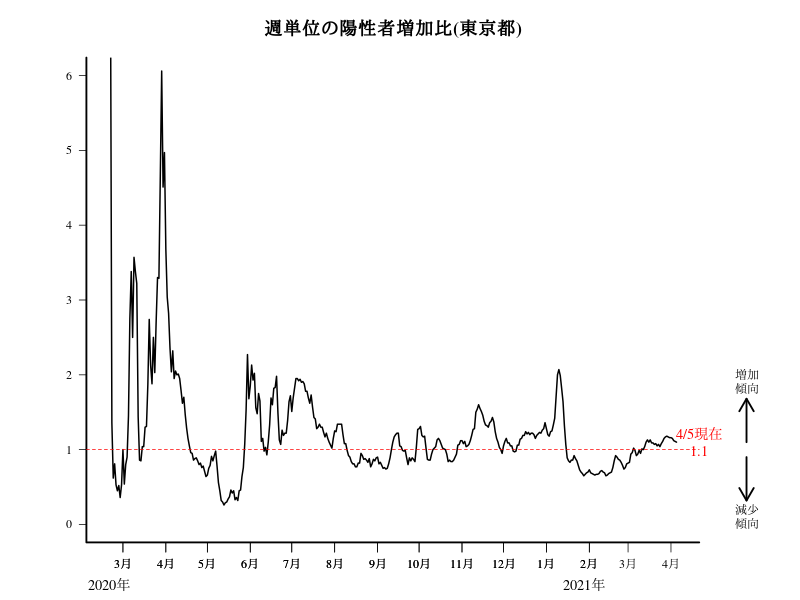 週単位の陽性者増加比(東京都)
6
5
4
3
2
1
0
増加
傾向
4/5現在
1:1
減少
傾向
3月 4月 5月 6月 7月 8月 9月 10月 11月 12月 1月 2月 3月 4月
2020年 2021年